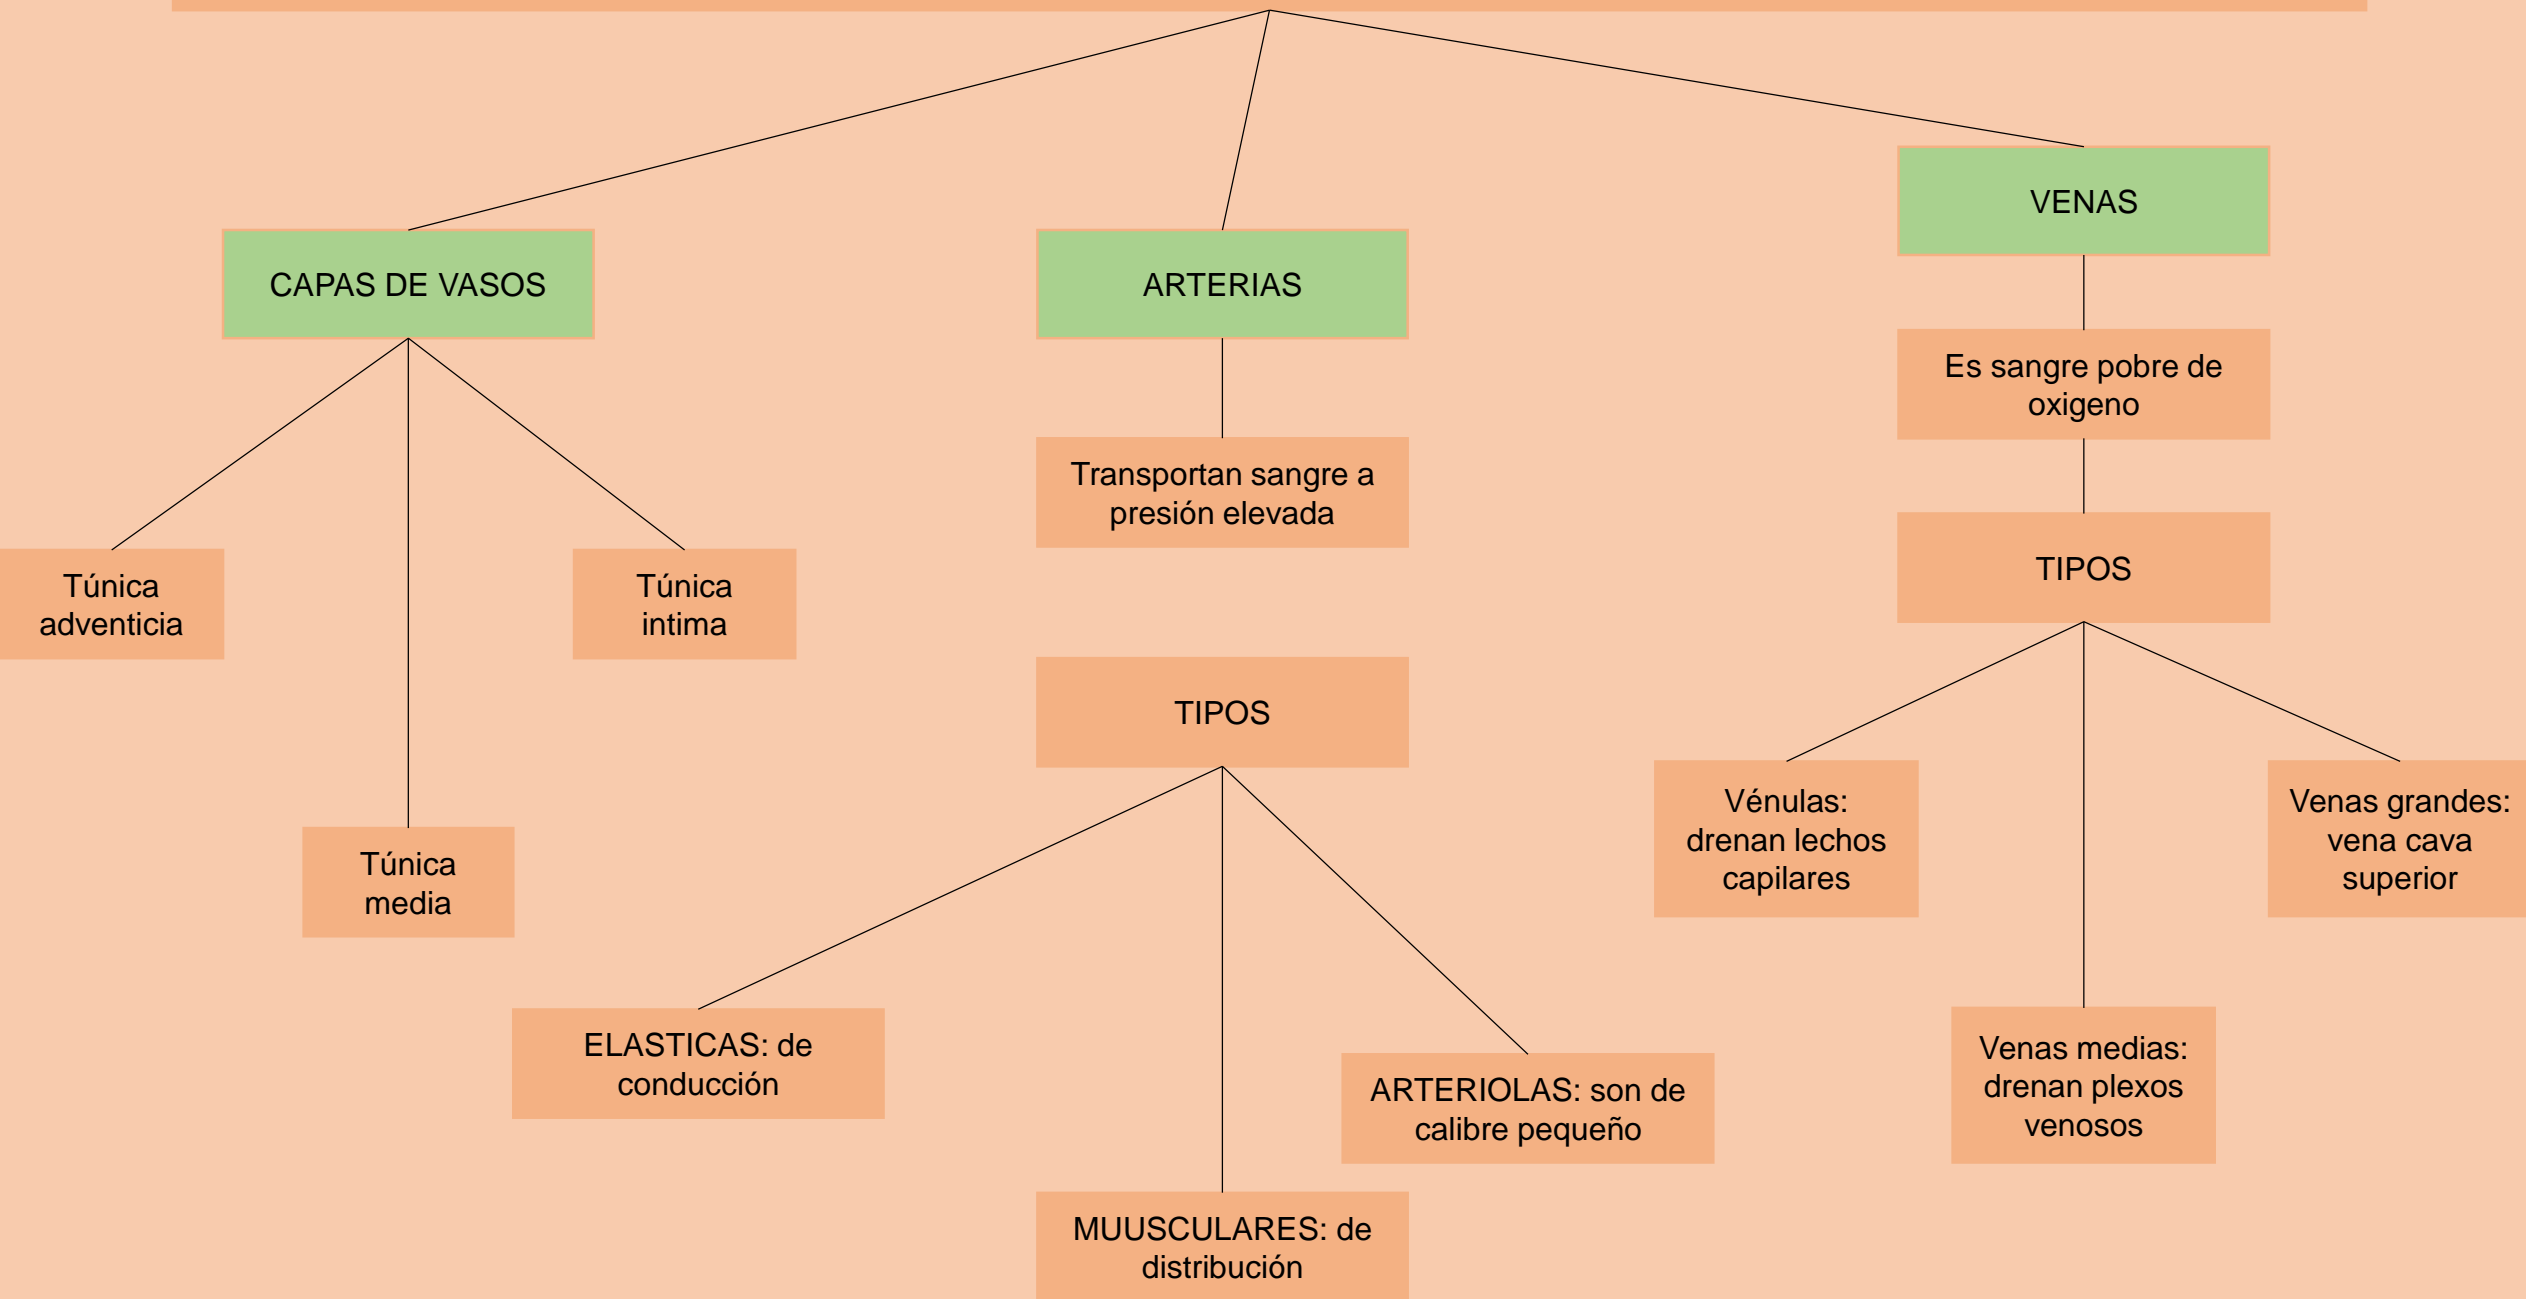 VENAS
CAPAS DE VASOS
ARTERIAS
Es sangre pobre de
oxigeno
Transportan sangre a
presión elevada
TIPOS
Túnica
adventicia
Túnica
intima
TIPOS
Vénulas:
drenan lechos
capilares
Venas grandes:
vena cava
superior
Túnica
media
ELASTICAS: de
conducción
Venas medias:
drenan plexos
venosos
ARTERIOLAS: son de
calibre pequeño
MUUSCULARES: de
distribución